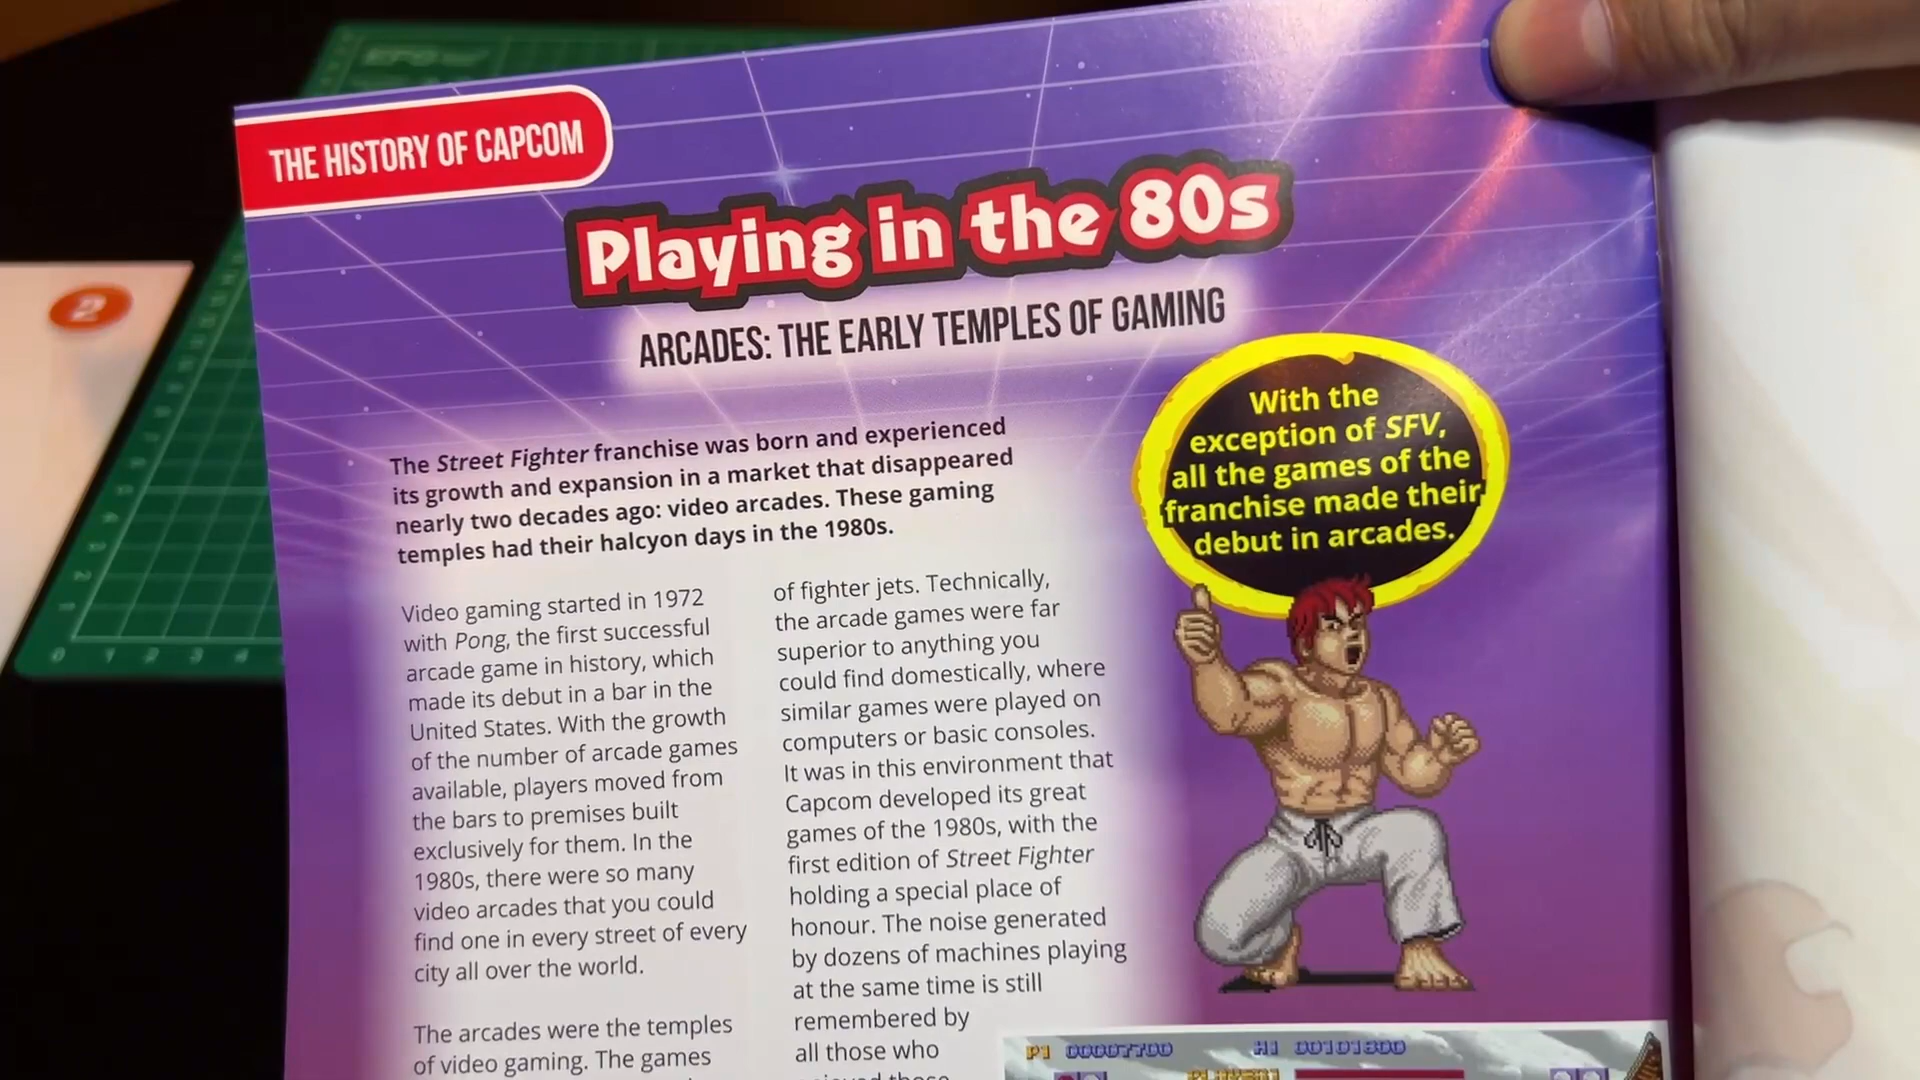 THE HISTORY OF CAPCOM
Playing in the 80s
ARCADES: THE EARLY TEMPLES OF GAMING
The Street Fighter franchise was born and experienced
its growth and expansion in a market that disappeared
nearly two decades ago: video arcades. These gaming
temples had their halcyon days in the 1980s.
Video gaming started in 1972
with Pong, the first successful
arcade game in history, which
made its debut in a bar in the
United States. With the growth
of the number of arcade games
available, players moved from
the bars to premises built
exclusively for them. In the
1980s, there were so many
video arcades that you could
find one in every street of every
city all over the world.
The arcades were the temples
of video gaming. The games
of fighter jets. Technically,
the arcade games were far
superior to anything you
could find domestically, where
similar games were played on
computers or basic consoles.
It was in this environment that
Capcom developed its great
games of the 1980s, with the
first edition of Street Fighter
holding a special place of
honour. The noise generated
by dozens of machines playing
at the same time is still
remembered by
all those who
With the
exception of SFV,
all the games of the
franchise made their
debut in arcades.
P1 00007700 HI 00101800
2
0 1 2 3 4